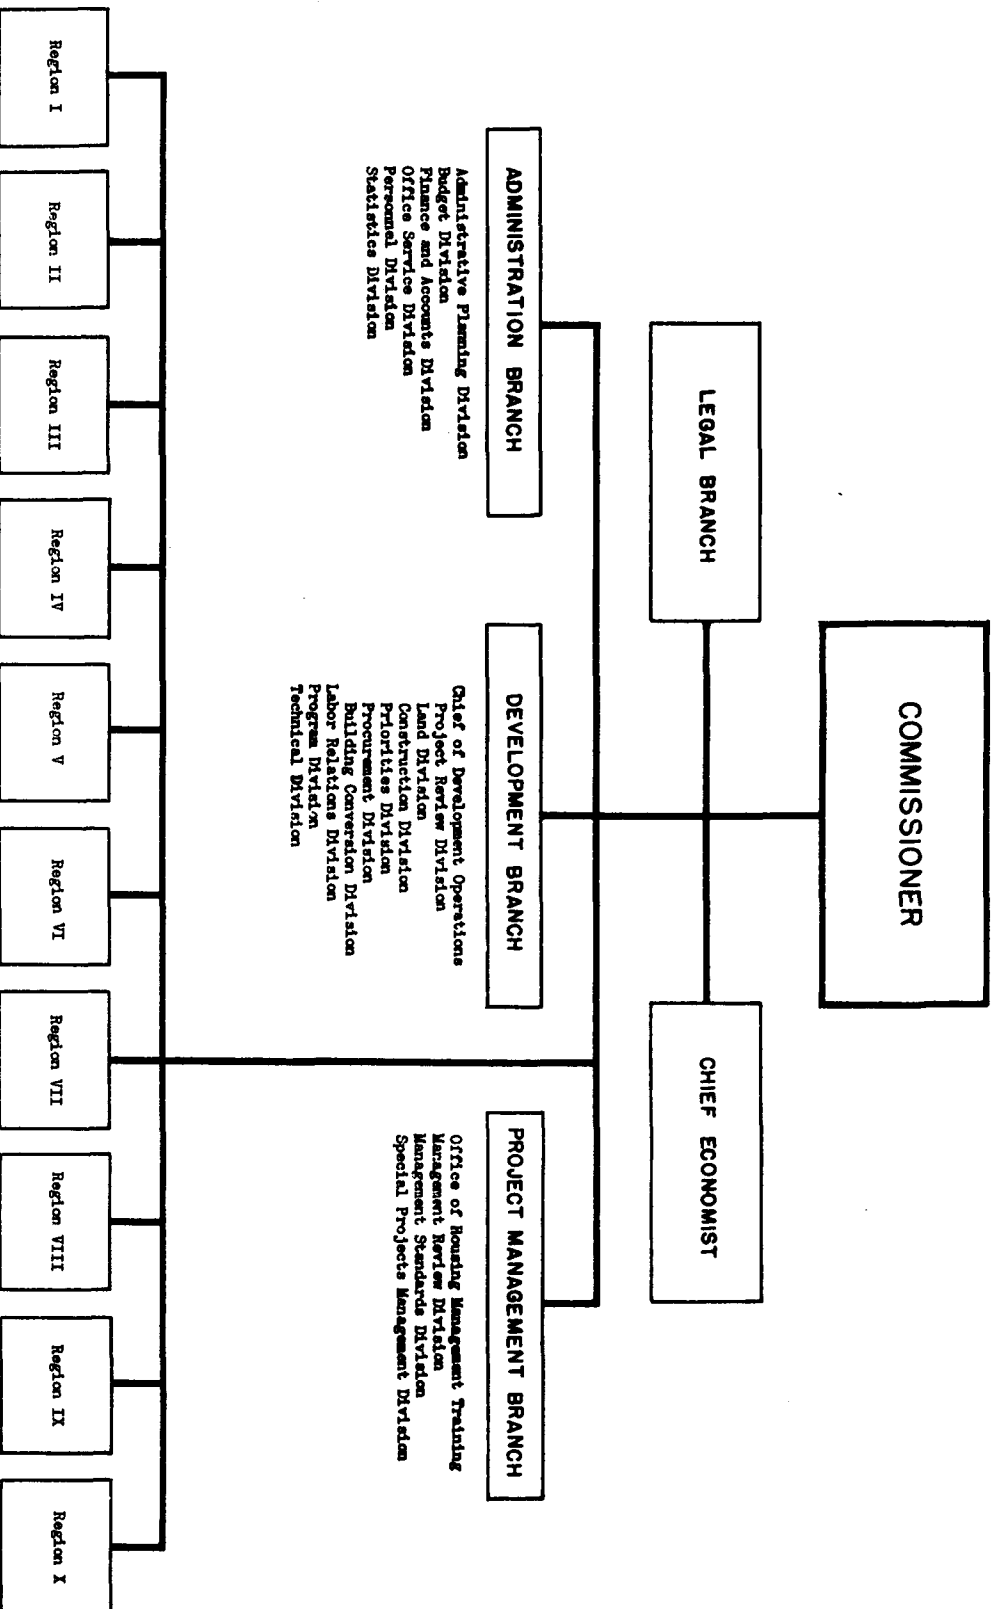 COMMISSIONER
LEGAL BRANCH
CHIEF ECONOMIST
ADMINISTRATION BRANCH
Administrative Planning Division
Budget Division
Finance and Accounts Division
Office Service Division
Personnel Division
Statistics Division
DEVELOPMENT BRANCH
Chief of Development Operations
Project Review Division
Land Division
Construction Division
Priorities Division
Procurement Division
Building Conversion Division
Labor Relations Division
Program Division
Technical Division
PROJECT MANAGEMENT BRANCH
Office of Housing Management Training
Management Review Division
Management Standards Division
Special Projects Management Division
Region I
Region II
Region III
Region IV
Region V
Region VI
Region VII
Region VIII
Region IX
Region X